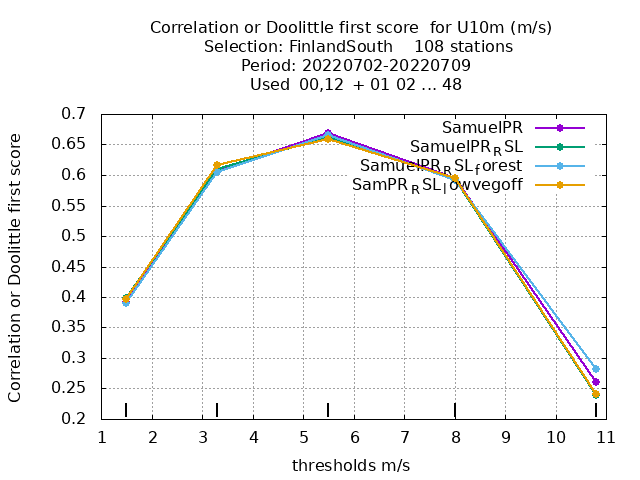 Correlation or Doolittle first score  for U10m (m/s)
Selection: FinlandSouth    108 stations
Period: 20220702-20220709
Used  00,12  + 01 02 ... 48
Correlation or Doolittle first score
0.7
0.65
0.6
0.55
0.5
0.45
0.4
0.35
0.3
0.25
0.2
SamuelPR
SamuelPRRSL
SamuelPRRSLforest
SamPRRSLlowvegoff
1 2 3 4 5 6 7 8 9 10 11
thresholds m/s